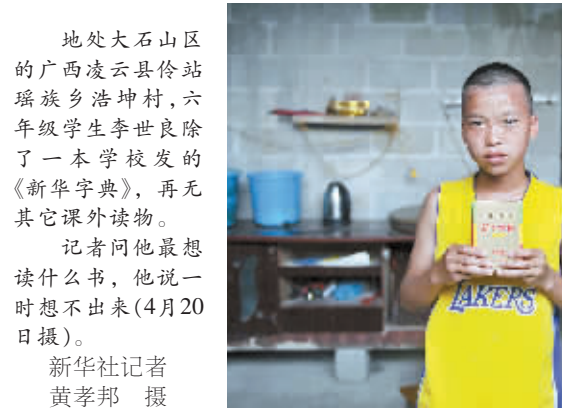 地处大石山区
的广西凌云县伶站
瑶族乡浩坤村,六
年级学生李世良除
了一本学校发的
《新华字典》，再无
其它课外读物。
记者问他最想
读什么书，他说一
时想不出来(4月20
日摄)。
新华社记者
黄孝邦 摄
LAKERS